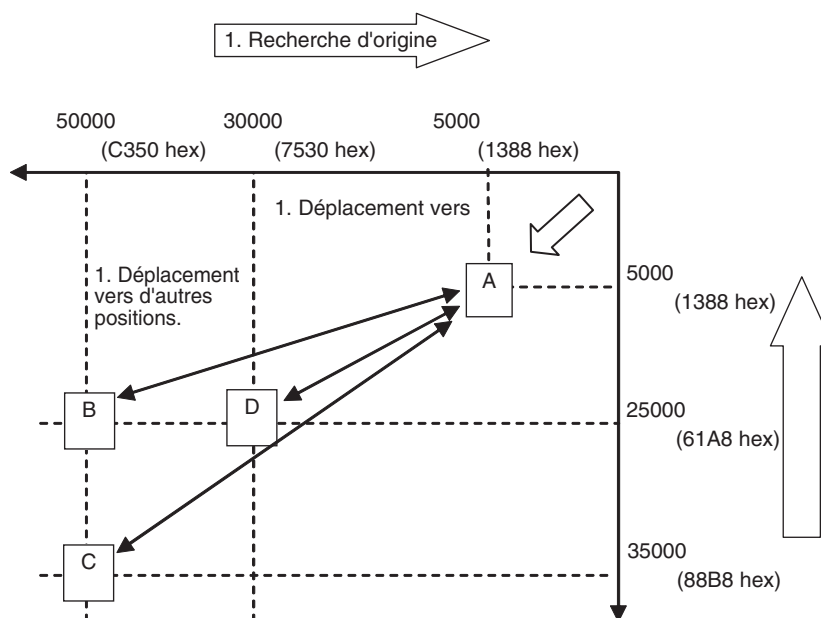 1. Recherche d'origine
50000
(C350 hex)
30000
(7530 hex)
5000
(1388 hex)
1. Déplacement vers
1. Déplacement
vers d'autres
positions.
A
5000
(1388 hex)
B
D
25000
(61A8 hex)
C
35000
(88B8 hex)